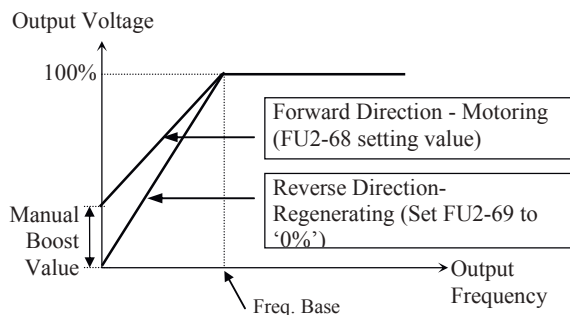 Output Voltage
100%
Forward Direction - Motoring
(FU2-68 setting value)
Reverse Direction-
Regenerating (Set FU2-69 to
‘0%’)
Manual
Boost
Value
Output
Frequency
Freq. Base